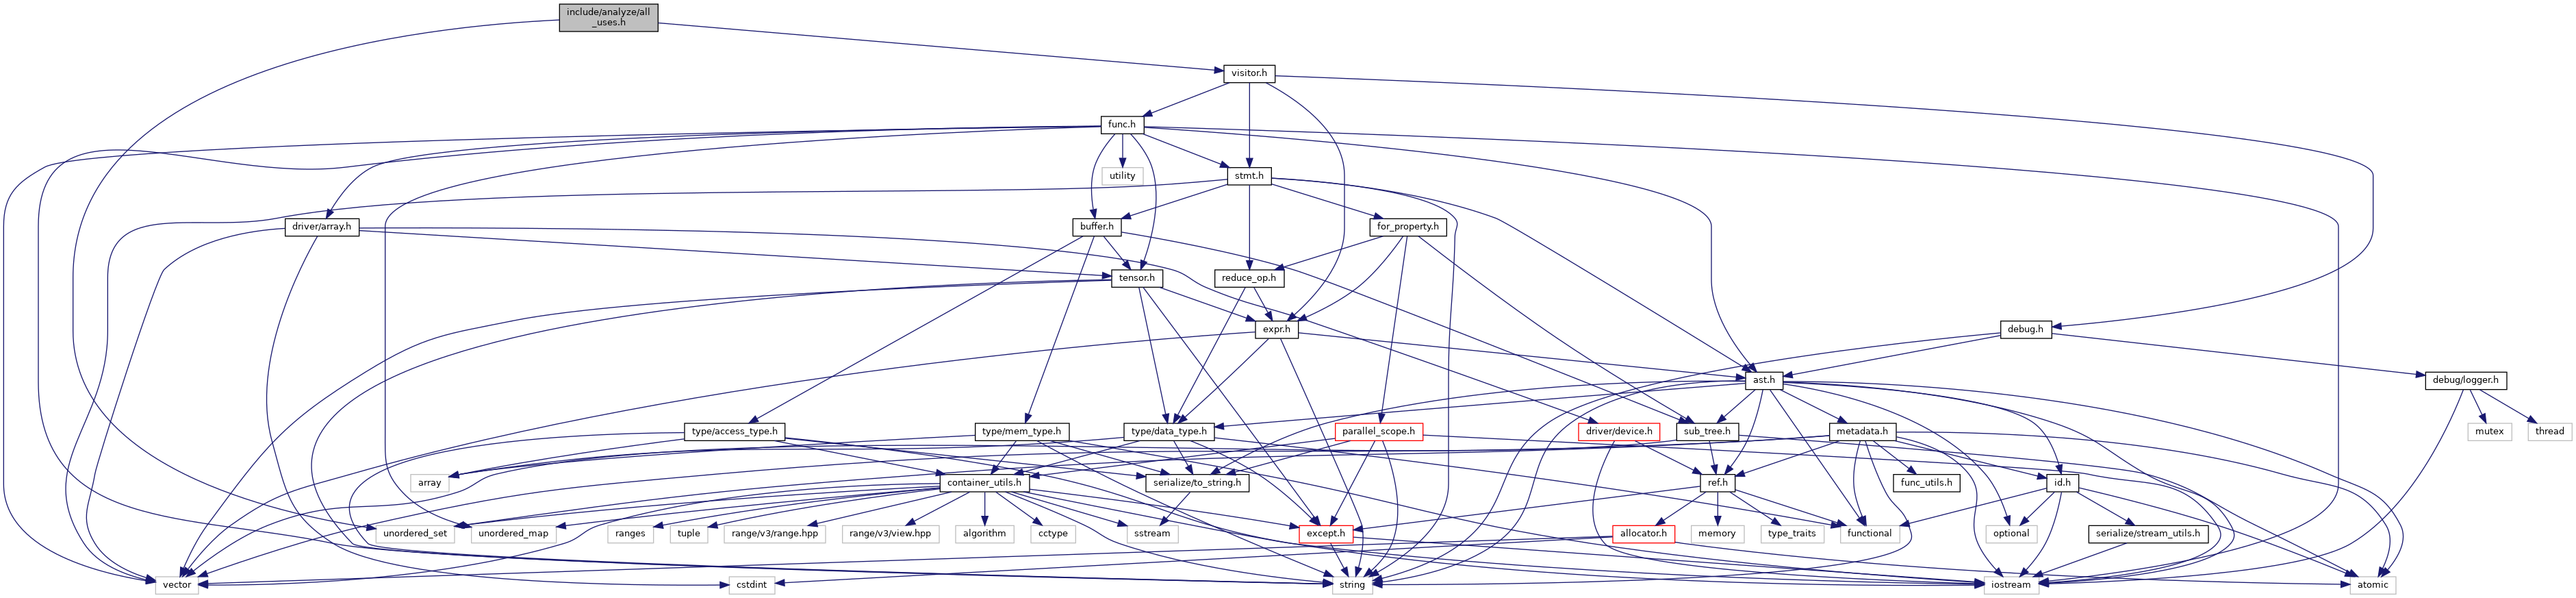 include/analyze/all
_uses.h
visitor.h
func.h
utility
stmt.h
driver/array.h
buffer.h
for_property.h
tensor.h
reduce_op.h
expr.h
debug.h
ast.h
debug/logger.h
type/access_type.h
type/mem_type.h
type/data_type.h
parallel_scope.h
driver/device.h
sub_tree.h
metadata.h
mutex
thread
array
container_utils.h
serialize/to_string.h
ref.h
func_utils.h
id.h
unordered_set
unordered_map
ranges
tuple
range/v3/range.hpp
range/v3/view.hpp
algorithm
cctype
sstream
except.h
allocator.h
memory
type_traits
functional
optional
serialize/stream_utils.h
vector
cstdint
string
iostream
atomic